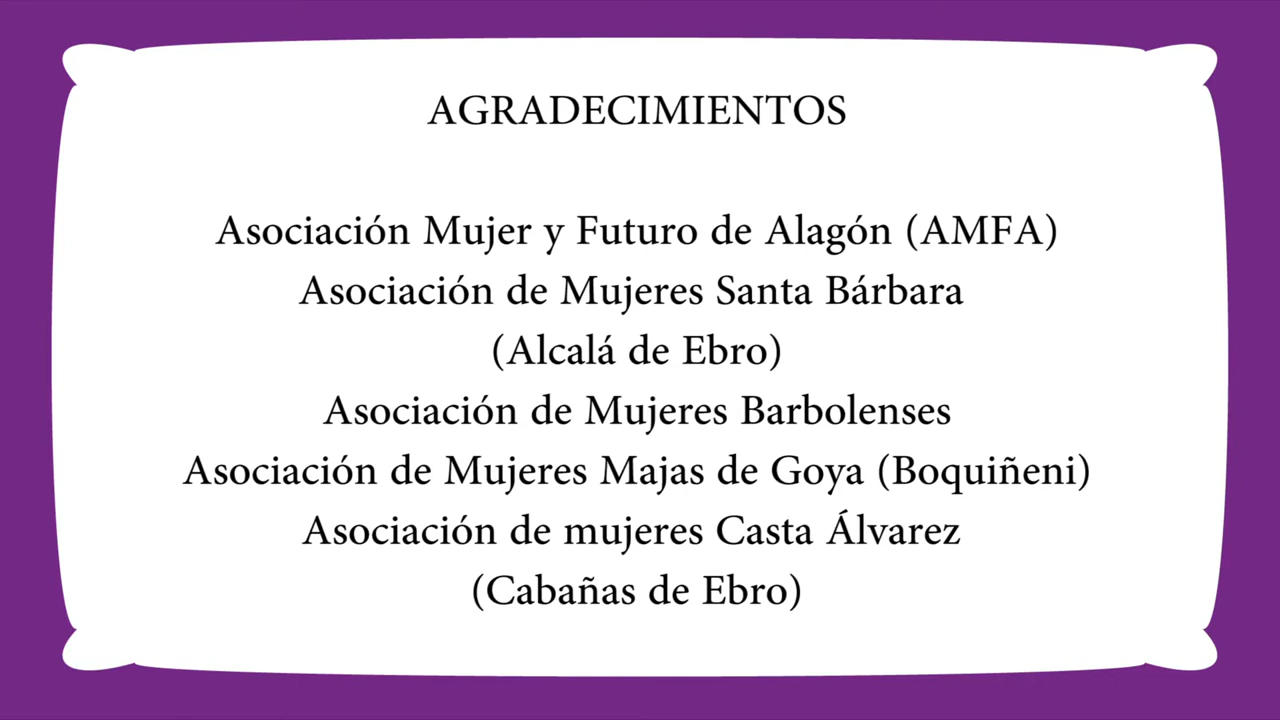 AGRADECIMIENTOS
Asociación Mujer y Futuro de Alagón (AMFA)
Asociación de Mujeres Santa Bárbara
(Alcalá de Ebro)
Asociación de Mujeres Barbolenses
Asociación de Mujeres Majas de Goya (Boquiñeni)
Asociación de mujeres Casta Álvarez
(Cabañas de Ebro)